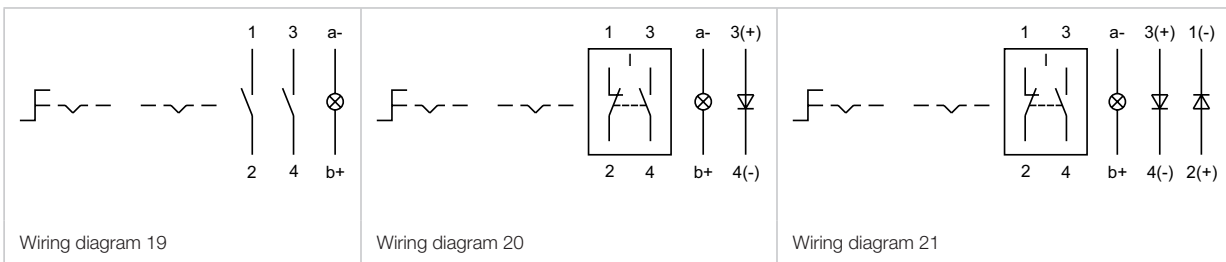 1 3 a-
2 4 b+
Wiring diagram 19
1 3 a- 3(+)
2 4 b+ 4(-)
Wiring diagram 20
1 3 a- 3(+) 1(-)
2 4 b+ 4(-) 2(+)
Wiring diagram 21